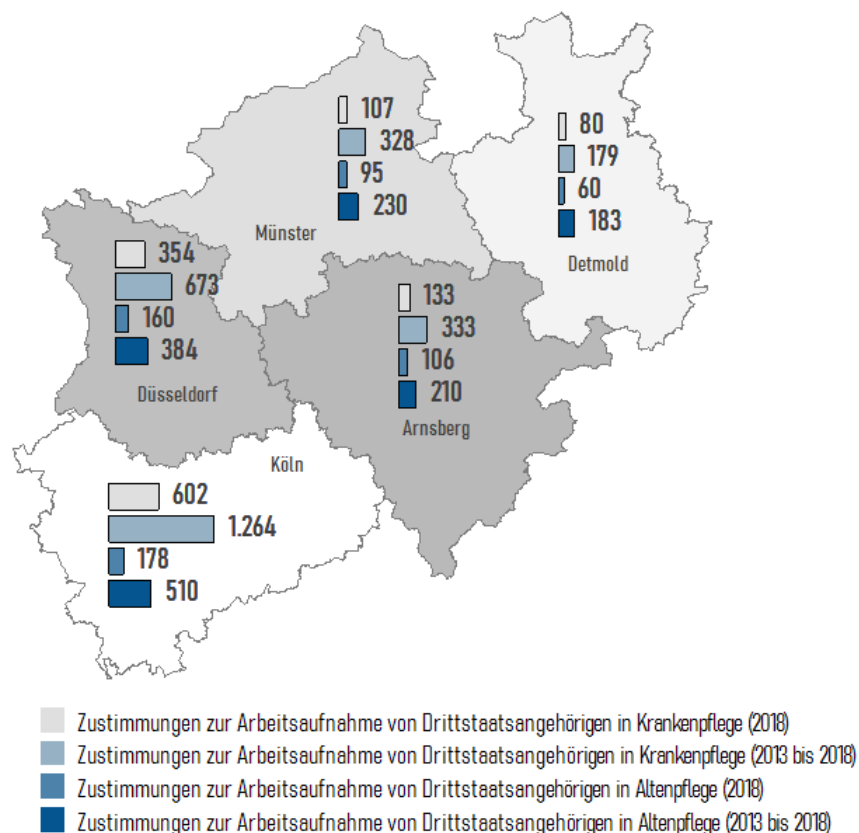 107
328
95
230
Münster
80
179
60
183
Detmold
354
673
160
384
Düsseldorf
133
333
106
210
Arnsberg
Köln
602
1.264
178
510
Zustimmungen zur Arbeitsaufnahme von Drittstaatsangehörigen in Krankenpflege (2018)
Zustimmungen zur Arbeitsaufnahme von Drittstaatsangehörigen in Krankenpflege (2013 bis 2018)
Zustimmungen zur Arbeitsaufnahme von Drittstaatsangehörigen in Altenpflege (2018)
Zustimmungen zur Arbeitsaufnahme von Drittstaatsangehörigen in Altenpflege (2013 bis 2018)